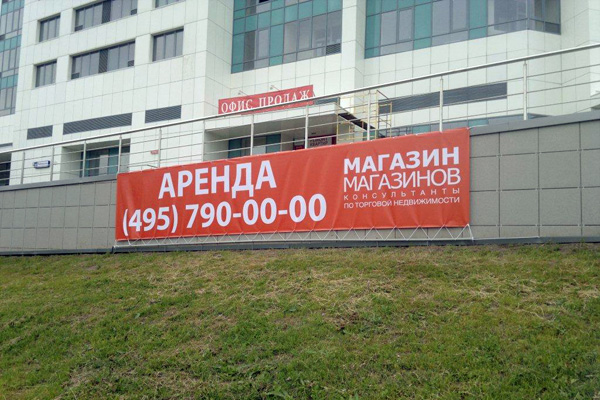 ОФИС ПРОДАЖ
АРЕНДА
(495) 790-00-00
МАГАЗИН
МАГАЗИНОВ
КОНСУЛЬТАНТЫ
ПО ТОРГОВОЙ НЕДВИЖИМОСТИ